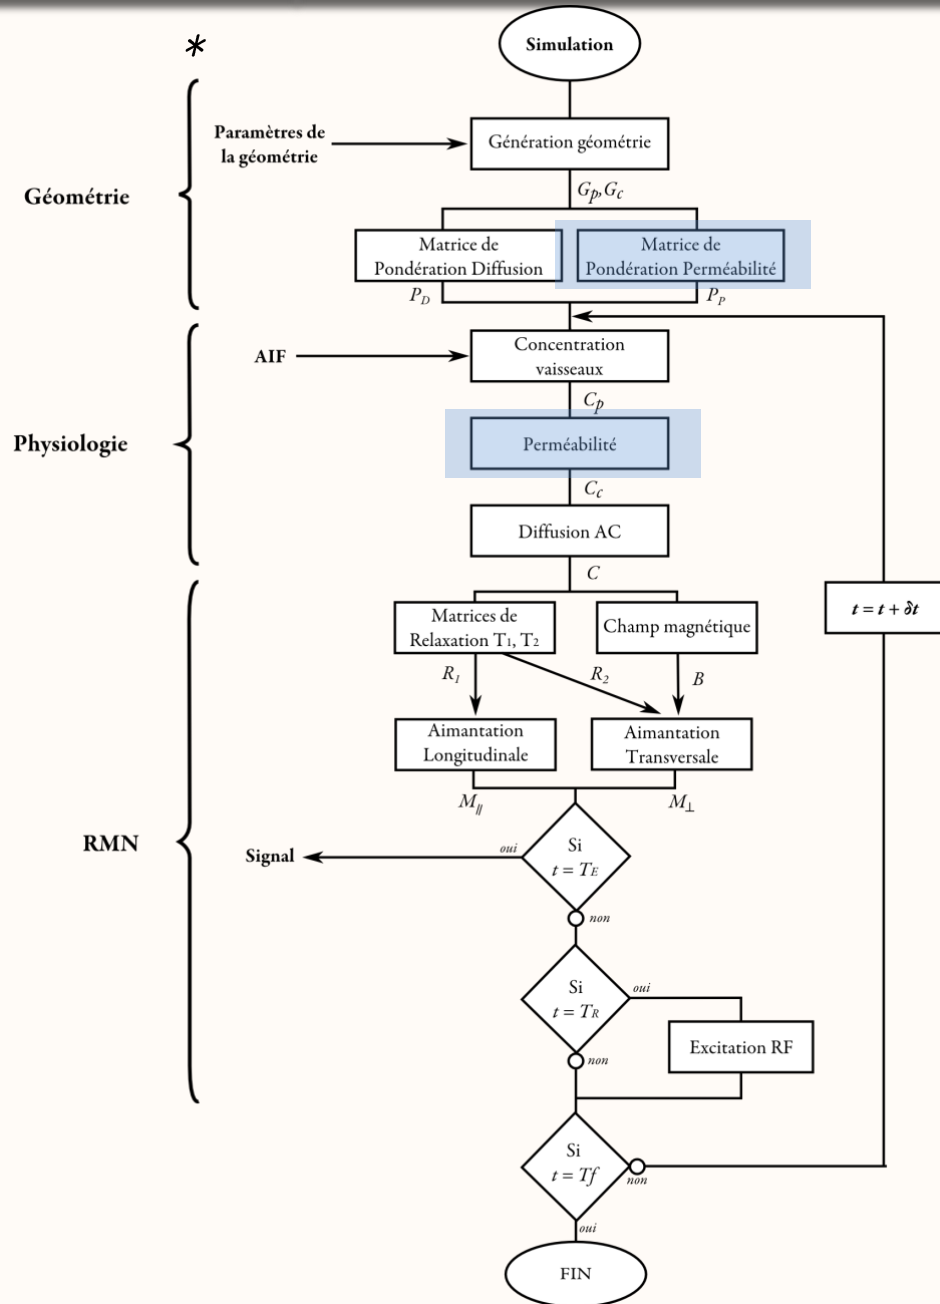 *
Simulation
Paramètres de
la géométrie
Génération géométrie
Géométrie
Gp, Gc
Matrice de
Pondération Diffusion
Matrice de
Pondération Perméabilité
PD
PP
AIF
Concentration
vaisseaux
Cp
Physiologie
Perméabilité
Cc
Diffusion AC
C
Matrices de
Relaxation T1, T2
Champ magnétique
t = t + δt
R1
R2
B
Aimantation
Longitudinale
Aimantation
Transversale
M∥
M⊥
RMN
Signal
oui
Si
t = TE
non
Si
t = TR
oui
Excitation RF
non
Si
t = Tf
non
oui
FIN